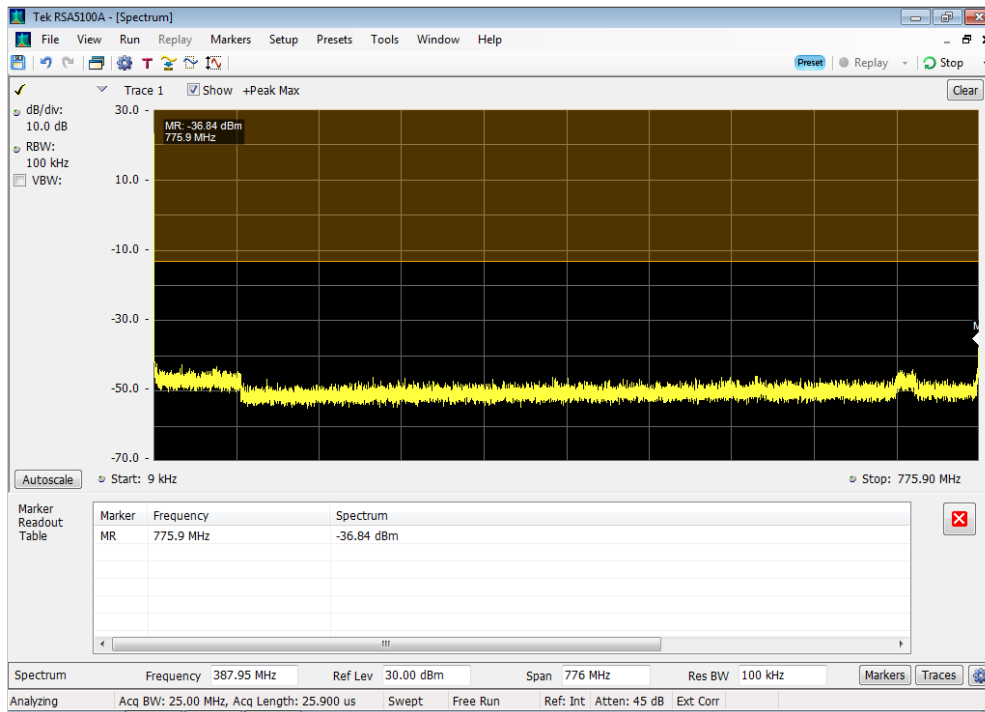 Tek RSA5100A - [Spectrum]
File View Run Replay Markers Setup Presets Tools Window Help
T Preset Replay Stop
Trace 1 Show +Peak Max Clear
dB/div:
10.0 dB
RBW:
100 kHz
VBW:
30.0
MR: -36.84 dBm
775.9 MHz
10.0
-10.0
-30.0
M
-50.0
-70.0
Autoscale Start: 9 kHz Stop: 775.90 MHz
Marker
Readout
Table
Marker Frequency Spectrum
MR 775.9 MHz -36.84 dBm
Spectrum Frequency 387.95 MHz Ref Lev 30.00 dBm Span 776 MHz Res BW 100 kHz Markers Traces
Analyzing Acq BW: 25.00 MHz, Acq Length: 25.900 us Swept Free Run Ref: Int Atten: 45 dB Ext Corr